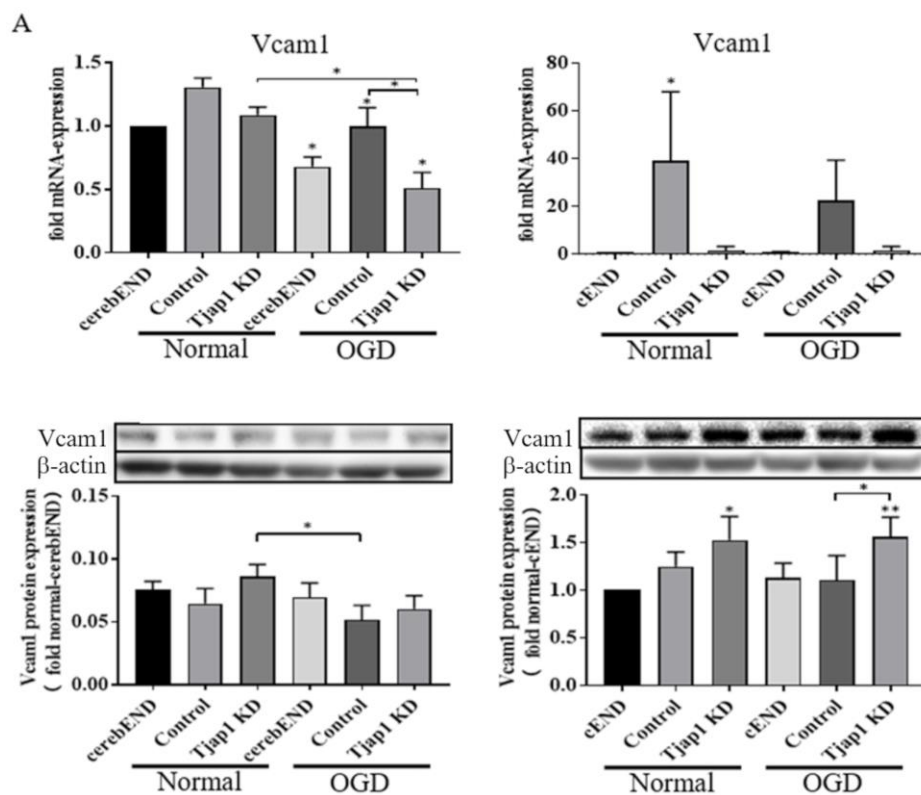 A
Vcam1
fold mRNA-expression
1.5
1.0
0.5
0.0
*
*
*
*
*
cerebEND
Control
Tjap1 KD
cerebEND
Control
Tjap1 KD
Normal
OGD
Vcam1
fold mRNA-expression
80
60
40
20
0
*
cEND
Control
Tjap1 KD
cEND
Control
Tjap1 KD
Normal
OGD
Vcam1
β-actin
Vcam1 protein expression
( fold normal-cerebEND)
0.15
0.10
0.05
0.00
*
cerebEND
Control
Tjap1 KD
cerebEND
Control
Tjap1 KD
Normal
OGD
Vcam1
β-actin
Vcam1 protein expression
( fold normal-cEND)
2.0
1.5
1.0
0.5
0.0
*
*
**
cEND
Control
Tjap1 KD
cEND
Control
Tjap1 KD
Normal
OGD